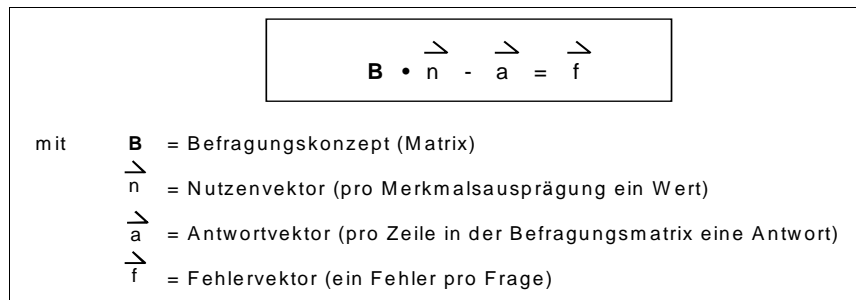 B • n - a = f
mit B = Befragungskonzept (Matrix)
n = Nutzenvektor (pro Merkmalsausprägung ein Wert)
a = Antwortvektor (pro Zeile in der Befragungsmatrix eine Antwort)
f = Fehlervektor (ein Fehler pro Frage)